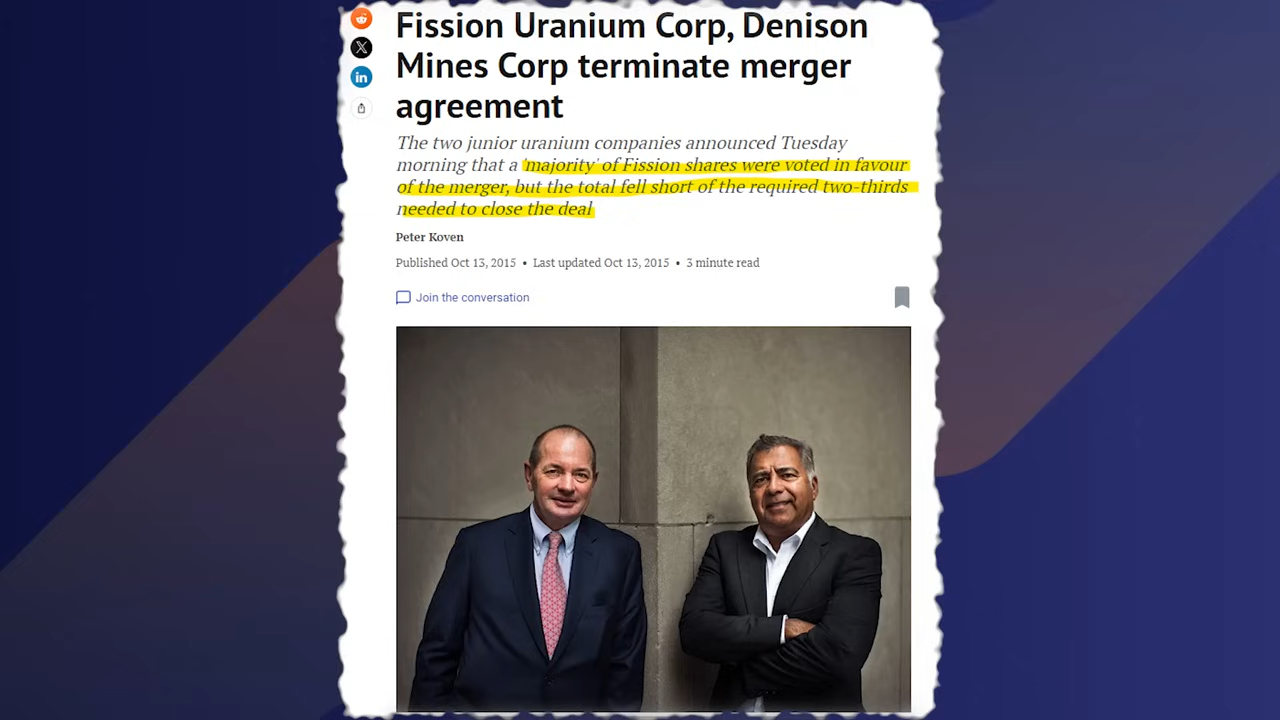 Fission Uranium Corp, Denison
Mines Corp terminate merger
agreement
The two junior uranium companies announced Tuesday
morning that a 'majority' of Fission shares were voted in favour
of the merger, but the total fell short of the required two-thirds
needed to close the deal
Peter Koven
Published Oct 13, 2015 • Last updated Oct 13, 2015 • 3 minute read
Join the conversation
X
in